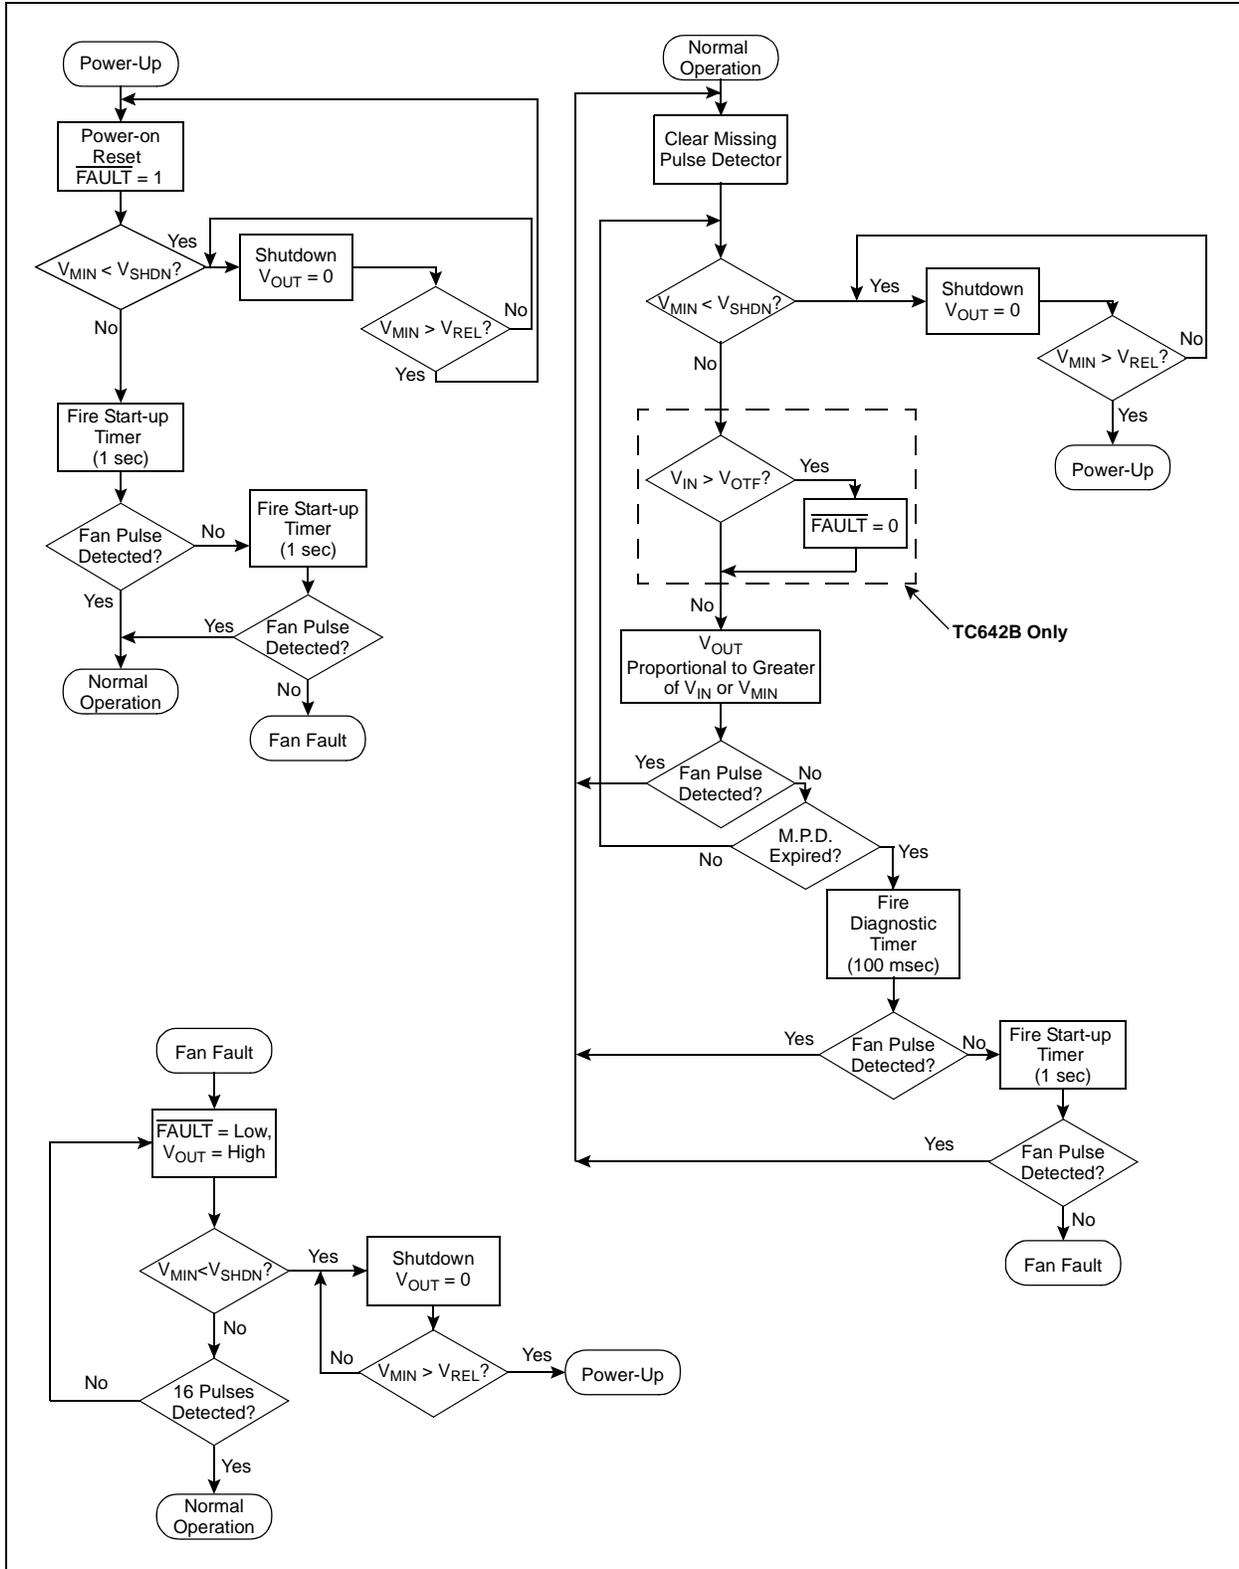 Power-Up
Power-on
Reset
FAULT = 1
Yes
VMIN < VSHDN?
Shutdown
VOUT = 0
No
VMIN > VREL?
No
Yes
Fire Start-up
Timer
(1 sec)
Fan Pulse
Detected?
No
Fire Start-up
Timer
(1 sec)
Yes
Yes
Fan Pulse
Detected?
Normal
Operation
No
Fan Fault
Normal
Operation
Clear Missing
Pulse Detector
VMIN < VSHDN?
Yes
Shutdown
VOUT = 0
No
VMIN > VREL?
No
Yes
Power-Up
VIN > VOTF?
Yes
FAULT = 0
No
TC642B Only
VOUT
Proportional to Greater
of VIN or VMIN
Yes
Fan Pulse
Detected?
No
M.P.D.
Expired?
No
Yes
Fire
Diagnostic
Timer
(100 msec)
Yes
Fan Pulse
Detected?
No
Fire Start-up
Timer
(1 sec)
Yes
Fan Pulse
Detected?
No
Fan Fault
Fan Fault
FAULT = Low,
VOUT = High
VMIN<VSHDN?
Yes
Shutdown
VOUT = 0
No
No
VMIN > VREL?
Yes
Power-Up
No
16 Pulses
Detected?
Yes
Normal
Operation